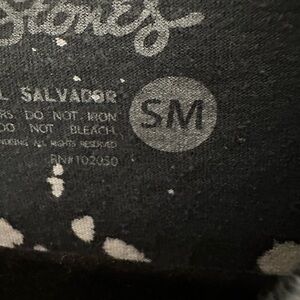 Stones
L SALVADOR
RS. DO NOT IRON
DO NOT BLEACH.
ALL RIGHTS RESERVED
RN#102050
SM